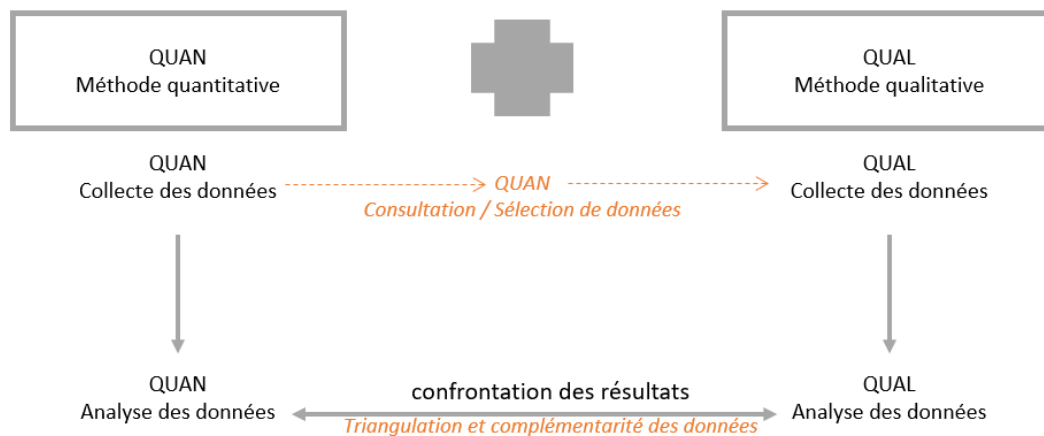 QUAN
Méthode quantitative
QUAL
Méthode qualitative
QUAN
Collecte des données
QUAN
Consultation / Sélection de données
QUAL
Collecte des données
QUAN
Analyse des données
confrontation des résultats
Triangulation et complémentarité des données
QUAL
Analyse des données